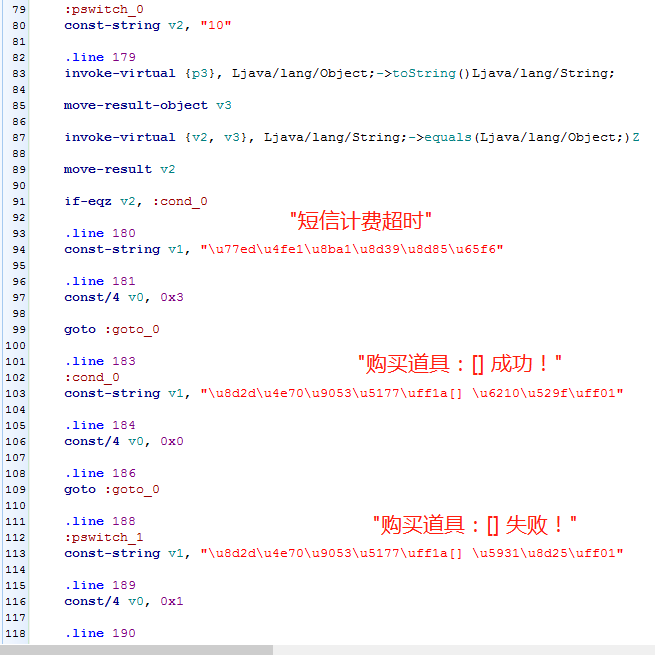 79 :pswitch_0
80 const-string v2, "10"
81
82 .line 179
83 invoke-virtual {p3}, Ljava/lang/Object;->toString()Ljava/lang/String;
84
85 move-result-object v3
86
87 invoke-virtual {v2, v3}, Ljava/lang/String;->equals(Ljava/lang/Object;)Z
88
89 move-result v2
90
91 if-eqz v2, :cond_0
92
"短信计费超时"
93 .line 180
94 const-string v1, "\u77ed\u4fe1\u8ba1\u8d39\u8d85\u65f6"
95
96 .line 181
97 const/4 v0, 0x3
98
99 goto :goto_0
100
101 .line 183
"购买道具：[] 成功！"
102 :cond_0
103 const-string v1, "\u8d2d\u4e70\u9053\u5177\uff1a[] \u6210\u529f\uff01"
104
105 .line 184
106 const/4 v0, 0x0
107
108 .line 186
109 goto :goto_0
110
111 .line 188
"购买道具：[] 失败！"
112 :pswitch_1
113 const-string v1, "\u8d2d\u4e70\u9053\u5177\uff1a[] \u5931\u8d25\uff01"
114
115 .line 189
116 const/4 v0, 0x1
117
118 .line 190